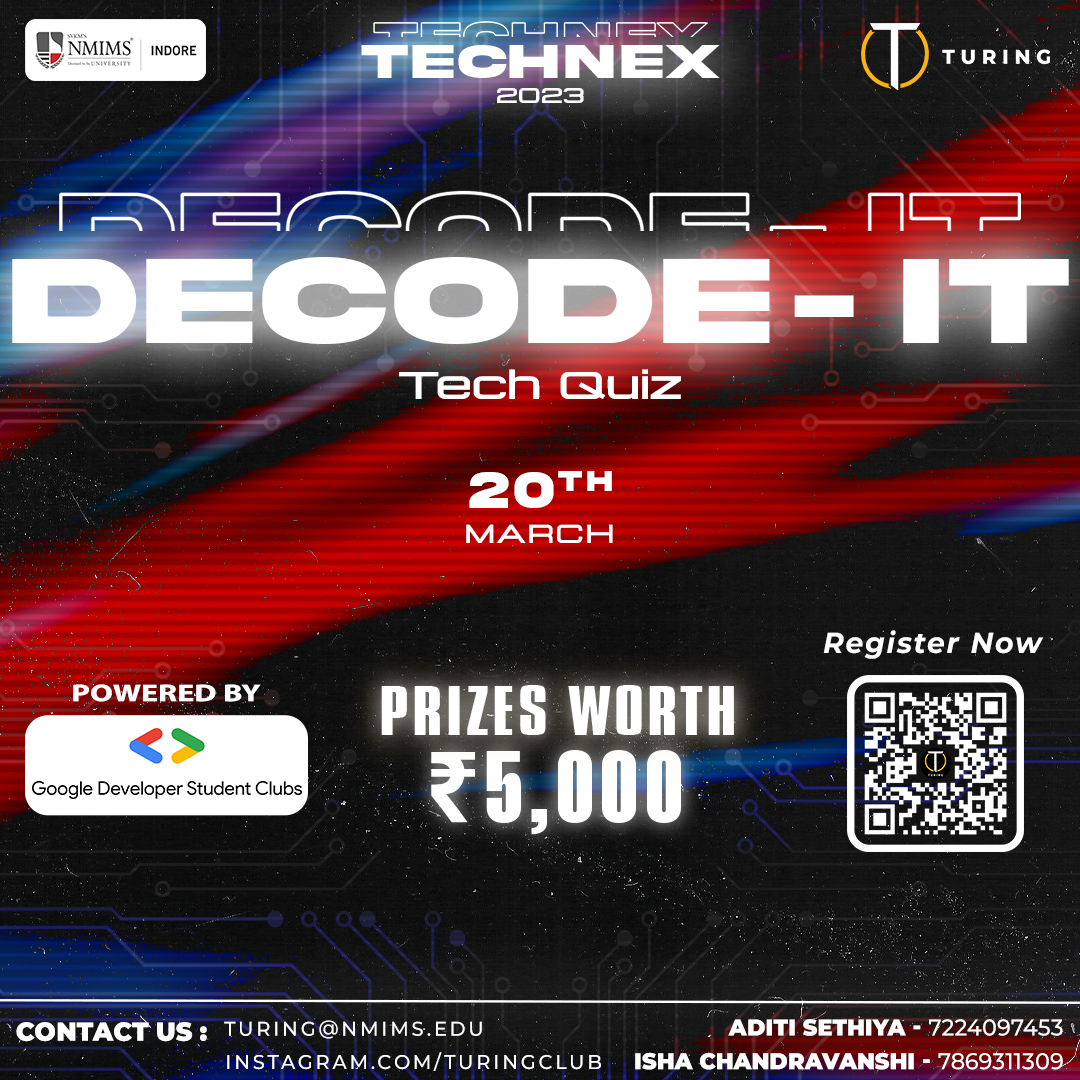 SVKM'S
NMIMS
Deemed to be UNIVERSITY
INDORE
TECHNEX
TECHNEX
2023
TURING
DECODE - IT
DECODE - IT
Tech Quiz
20TH
MARCH
Register Now
POWERED BY
Google Developer Student Clubs
PRIZES WORTH
₹5,000
TURING
CONTACT US : TURING@NMIMS.EDU
INSTAGRAM.COM/TURINGCLUB
ADITI SETHIYA - 7224097453
ISHA CHANDRAVANSHI - 7869311309